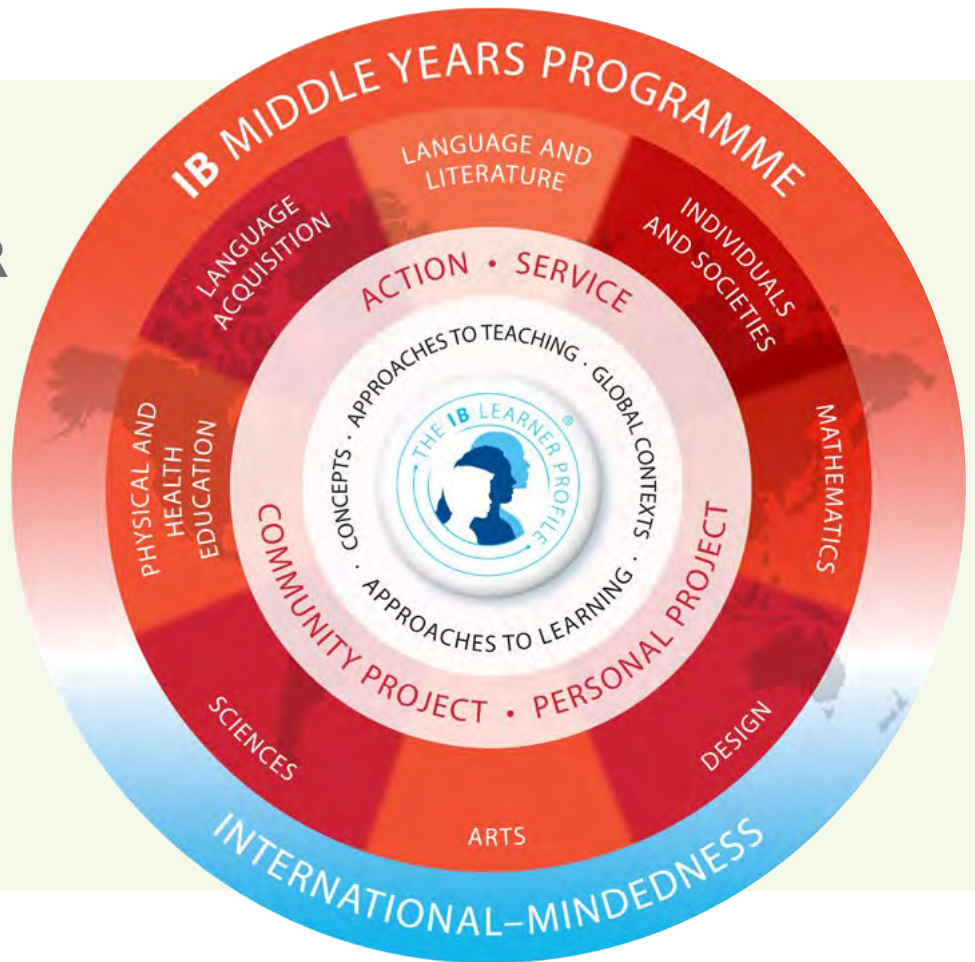 IB MIDDLE YEARS PROGRAMME
R
LANGUAGE AND
LITERATURE
LANGUAGE
ACQUISITION
INDIVIDUALS
AND SOCIETIES
PHYSICAL AND
HEALTH
EDUCATION
MATHEMATICS
SCIENCES
DESIGN
ARTS
ACTION • SERVICE
COMMUNITY PROJECT • PERSONAL PROJECT
CONCEPTS · APPROACHES TO TEACHING · GLOBAL CONTEXTS · APPROACHES TO LEARNING ·
THE IB LEARNER PROFILE ®
INTERNATIONAL–MINDEDNESS